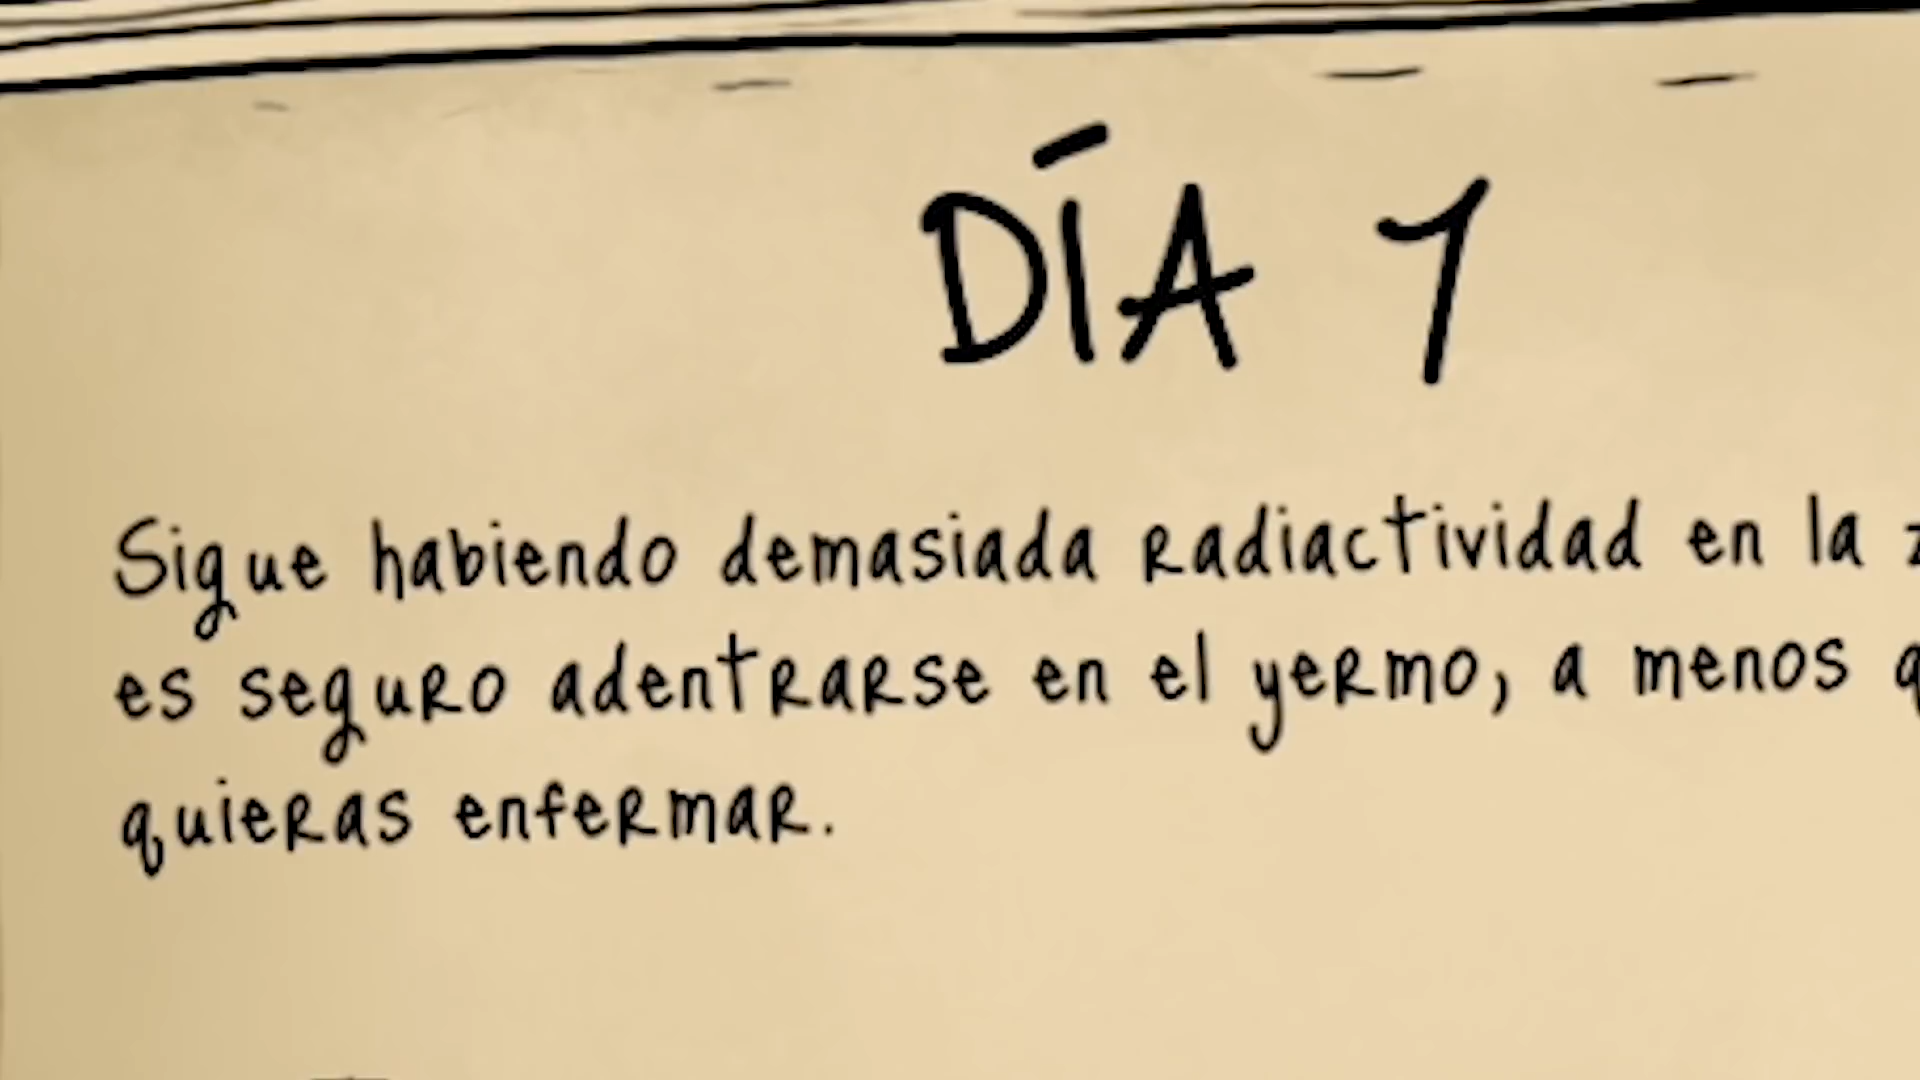 DÍA 1
Sigue habiendo demasiada radiactividad en la
es seguro adentrarse en el yermo, a menos
quieras enfermar.